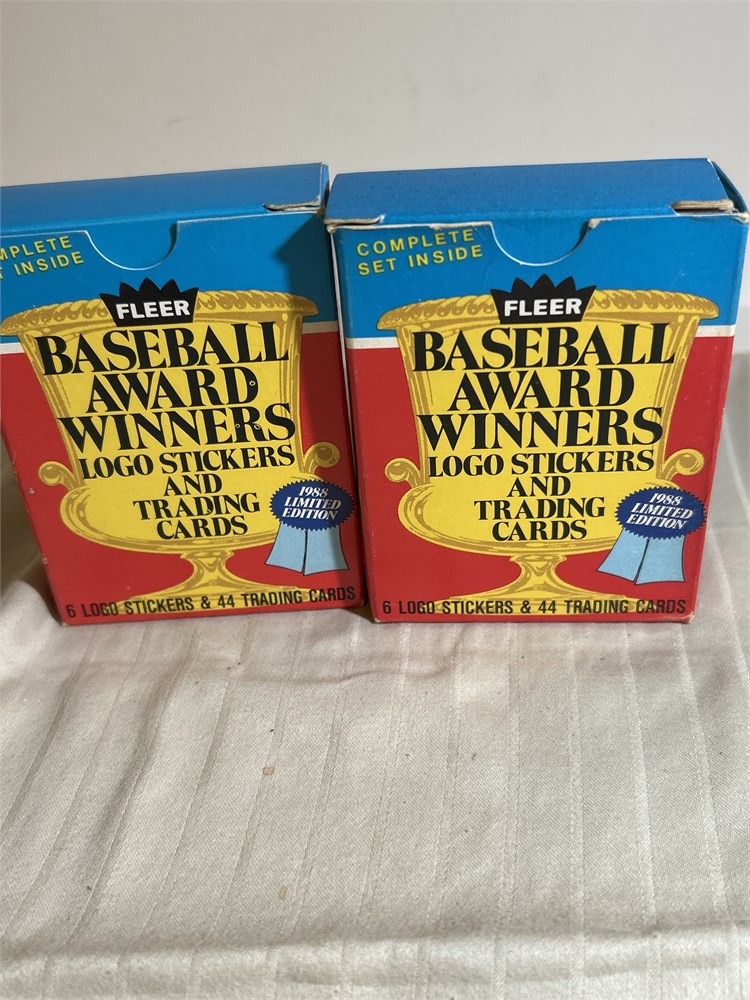 MPLETE
T INSIDE
FLEER
BASEBALL
AWARD
WINNERS
LOGO STICKERS
AND
TRADING
CARDS
1988
LIMITED
EDITION
6 LOGO STICKERS & 44 TRADING CARDS
COMPLETE
SET INSIDE
FLEER
BASEBALL
AWARD
WINNERS
LOGO STICKERS
AND
TRADING
CARDS
1988
LIMITED
EDITION
6 LOGO STICKERS & 44 TRADING CARDS